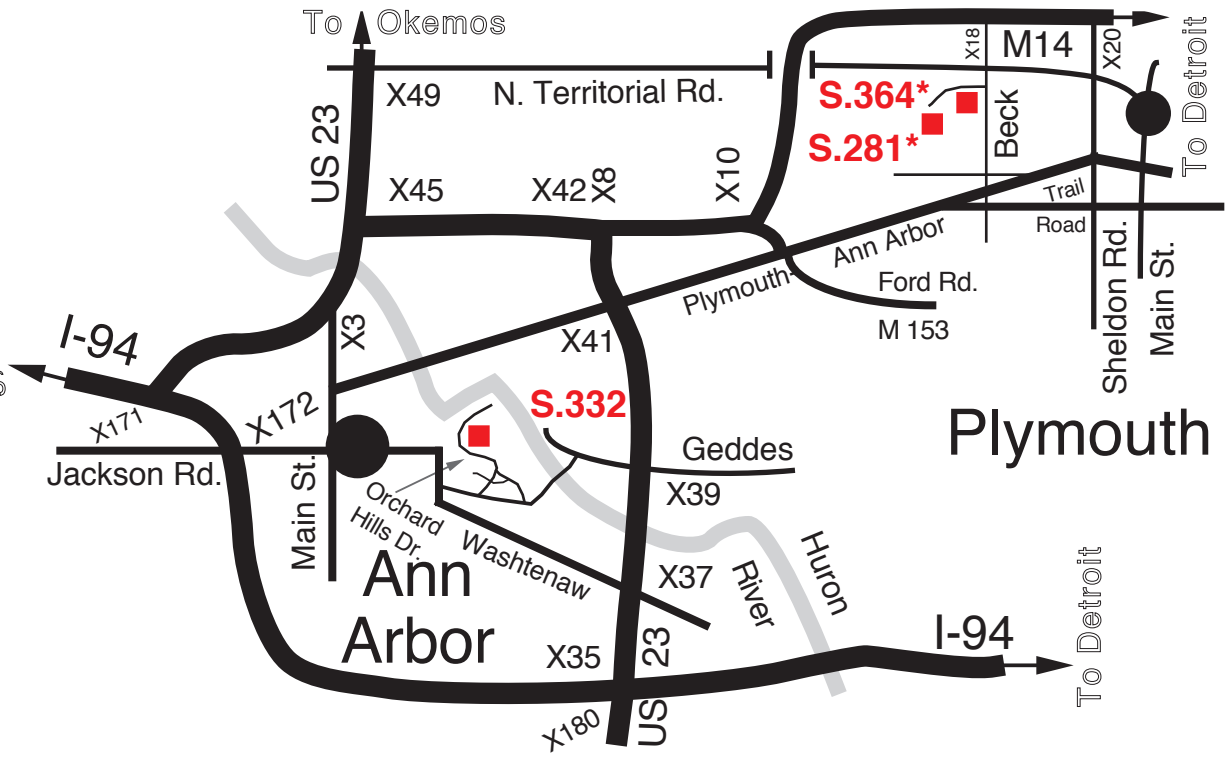 To Okemos
X18
M14
X20
To Detroit
X49
N. Territorial Rd.
S.364*
S.281*
Beck
US 23
X45
X42
X8
X10
Trail
Road
Ann Arbor
Plymouth-
Ford Rd.
M 153
Sheldon Rd.
Main St.
I-94
X3
X41
X171
X172
S.332
Plymouth
Jackson Rd.
Geddes
X39
Main St.
Orchard
Hills Dr.
Washtenaw
Ann
Arbor
X37
River
Huron
X35
US 23
I-94
To Detroit
X180